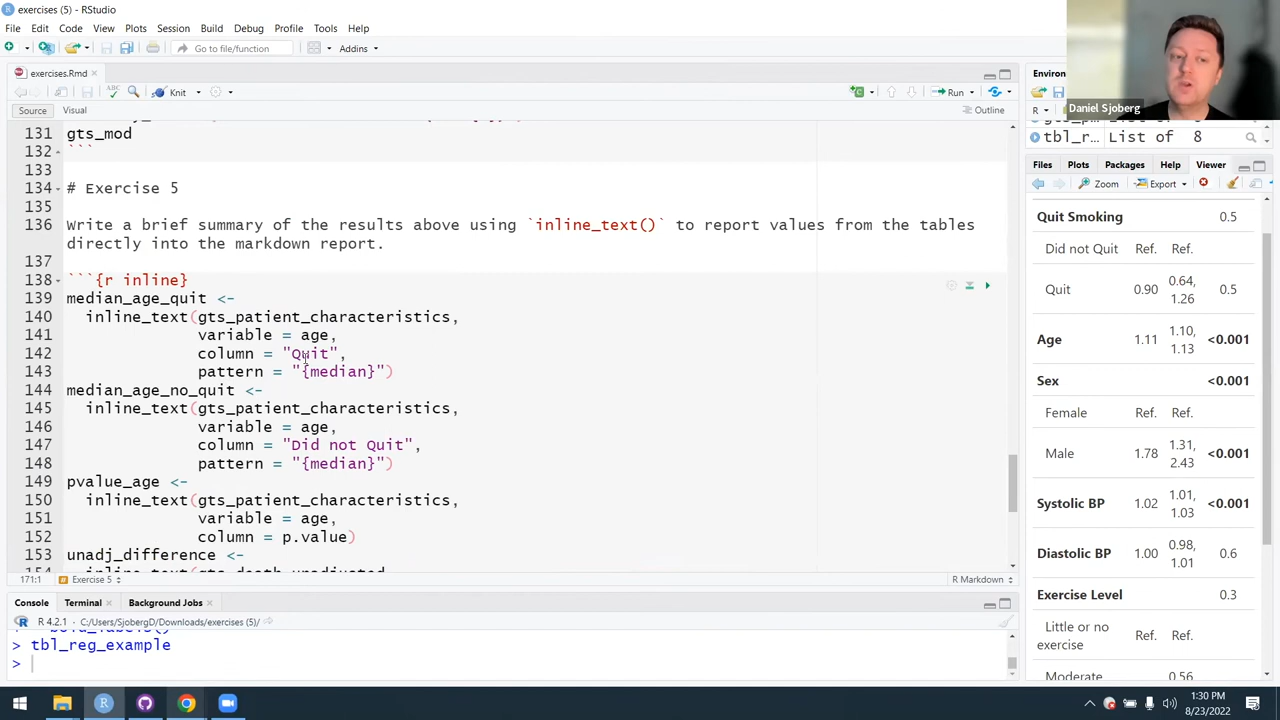 exercises (5) - RStudio
File Edit Code View Plots Session Build Debug Profile Tools Help
Go to file/function Addins
exercises.Rmd
Knit Run
Source Visual Outline
131 gts_mod
132 ```
133
134 # Exercise 5
135
136 Write a brief summary of the results above using `inline_text()` to report values from the tables
directly into the markdown report.
137
138 ```{r inline}
139 median_age_quit <-
140 inline_text(gts_patient_characteristics,
141 variable = age,
142 column = "Quit",
143 pattern = "{median}")
144 median_age_no_quit <-
145 inline_text(gts_patient_characteristics,
146 variable = age,
147 column = "Did not Quit",
148 pattern = "{median}")
149 pvalue_age <-
150 inline_text(gts_patient_characteristics,
151 variable = age,
152 column = p.value)
153 unadj_difference <-
154 inline_text(gts_death_unadjusted,
171:1 Exercise 5 R Markdown
Console Terminal Background Jobs
R 4.2.1 · C:/Users/SjobergD/Downloads/exercises (5)/
> tbl_reg_example
>
Daniel Sjoberg
Environ
R
tbl_r… List of 8
Files Plots Packages Help Viewer
Zoom Export
Quit Smoking 0.5
Did not Quit Ref. Ref.
Quit 0.90 0.64, 1.26 0.5
Age 1.11 1.10, 1.13 <0.001
Sex <0.001
Female Ref. Ref.
Male 1.78 1.31, 2.43 <0.001
Systolic BP 1.02 1.01, 1.03 <0.001
Diastolic BP 1.00 0.98, 1.01 0.6
Exercise Level 0.3
Little or no exercise Ref. Ref.
Moderate 0.56
1:30 PM
8/23/2022